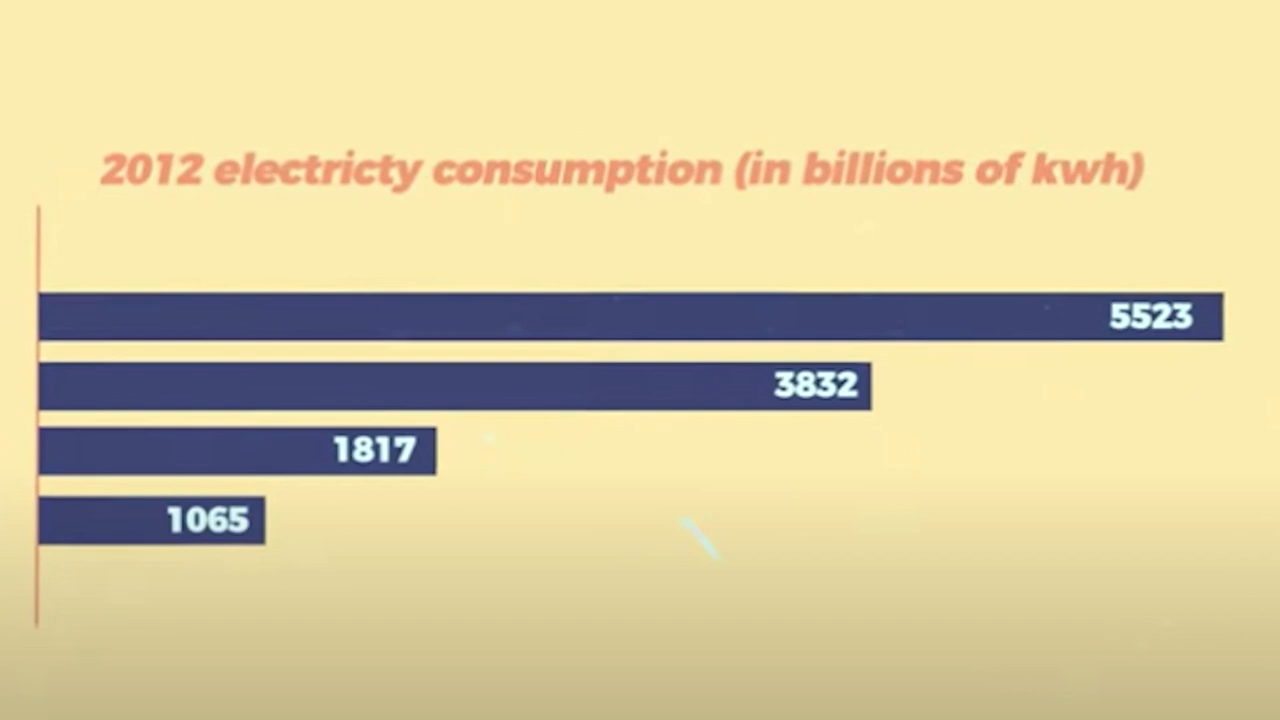 2012 electricty consumption (in billions of kwh)
5523
3832
1817
1065